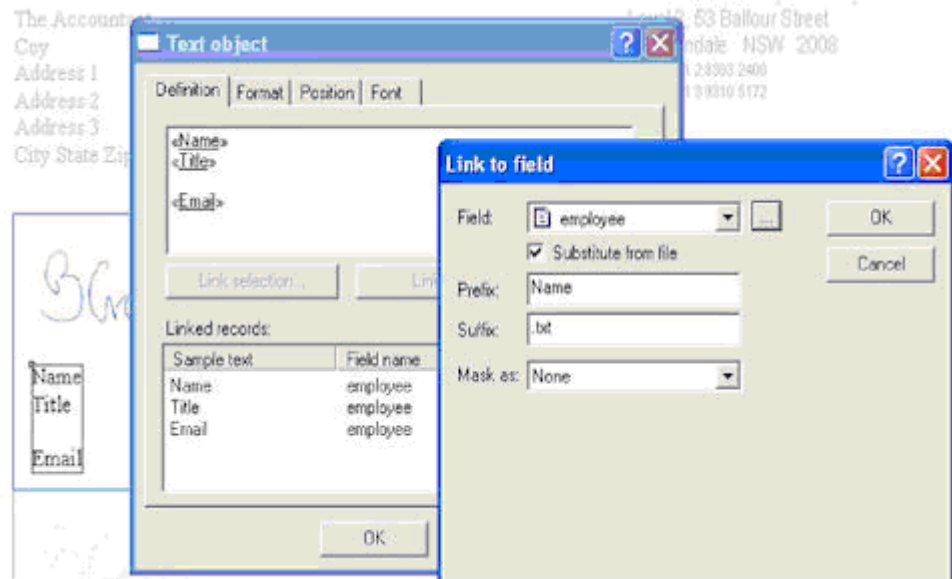 The Accountant
Coy
Address 1
Address 2
Address 3
City State Zip
53 Balfour Street
NSW 2008
Text object
Definition Format Position Font
«Name»
«Title»
«Email»
Link selection...
Linked records:
Sample text Field name
Name employee
Title employee
Email employee
OK
Link to field
Field: employee ...
Substitute from file
Prefix: Name
Suffix: .txt
Mask as: None
OK
Cancel
Name
Title
Email